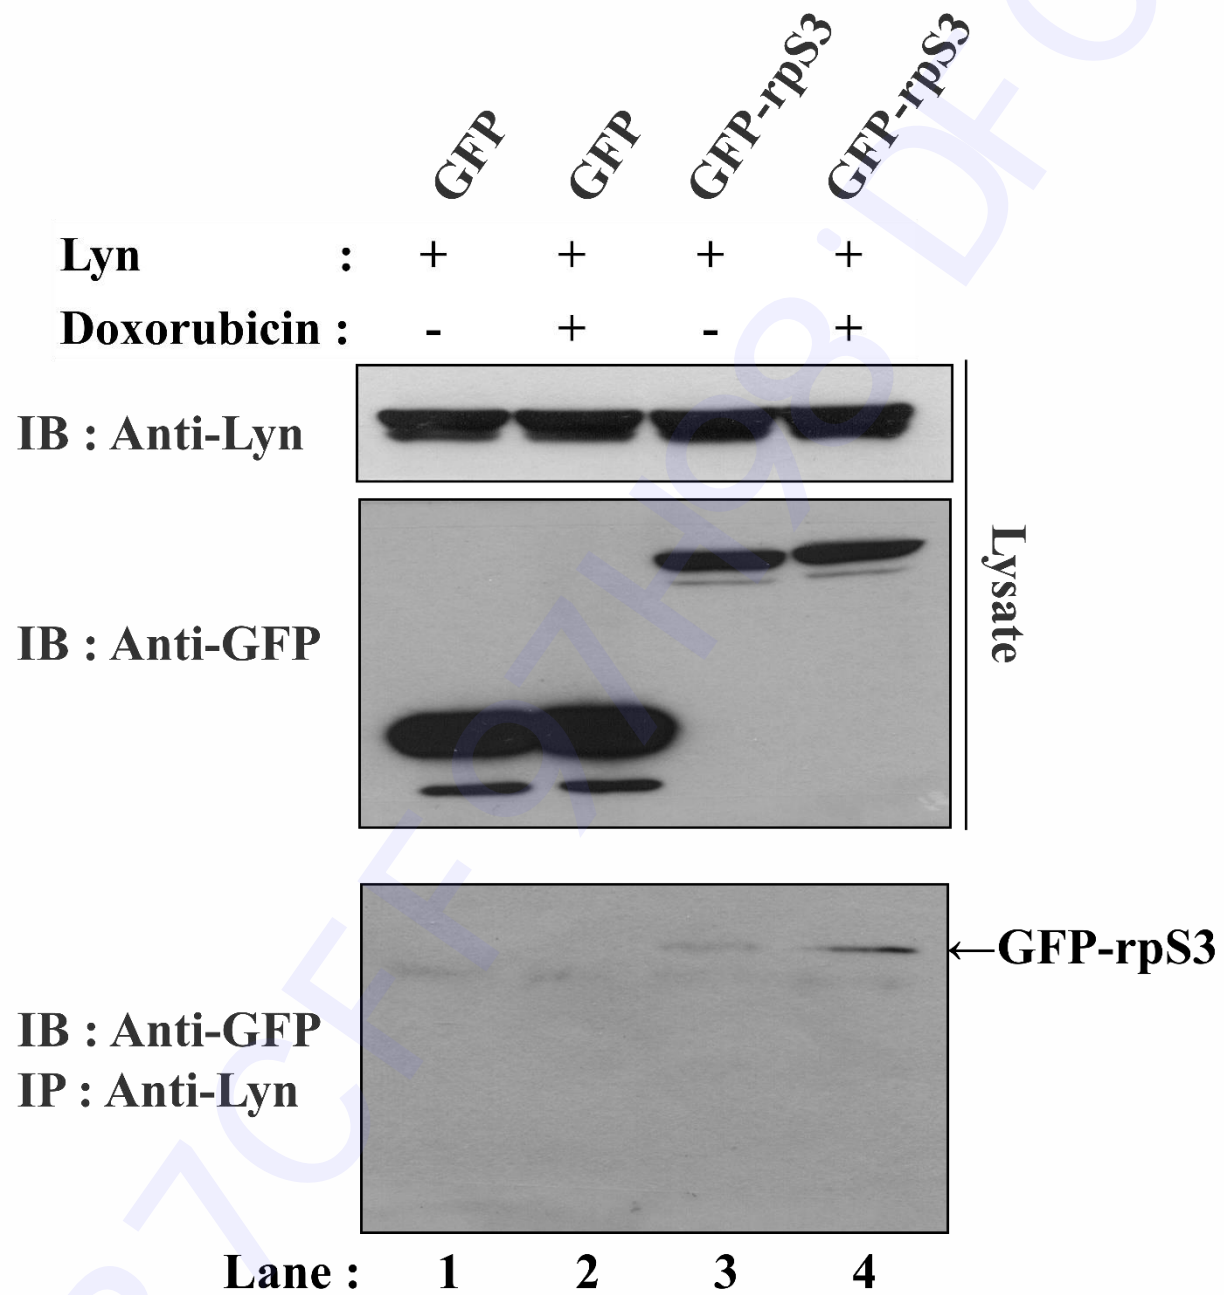 GFP GFP GFP-rpS3 GFP-rpS3
Lyn : + + + +
Doxorubicin : - + - +
IB : Anti-Lyn
IB : Anti-GFP
Lysate
←GFP-rpS3
IB : Anti-GFP
IP : Anti-Lyn
Lane : 1 2 3 4